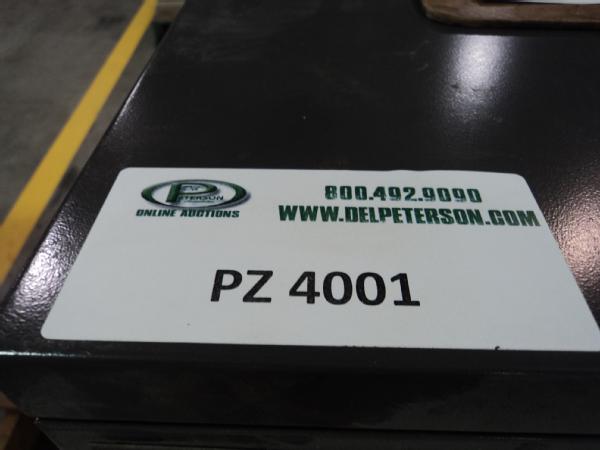 PETERSON
ONLINE AUCTIONS
800.492.9090
WWW.DELPETERSON.COM
PZ 4001